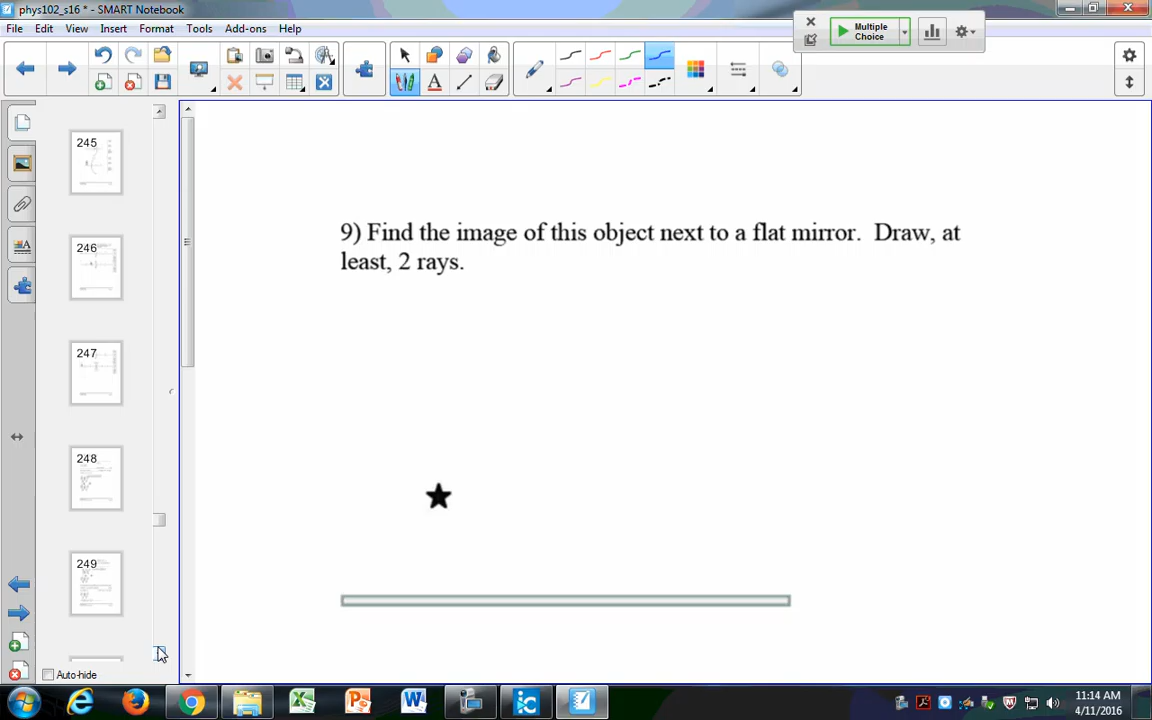 phys102_s16 * - SMART Notebook
File Edit View Insert Format Tools Add-ons Help
Multiple
Choice
A
245
246
247
248
249
9) Find the image of this object next to a flat mirror. Draw, at
least, 2 rays.
Auto-hide
11:14 AM
4/11/2016